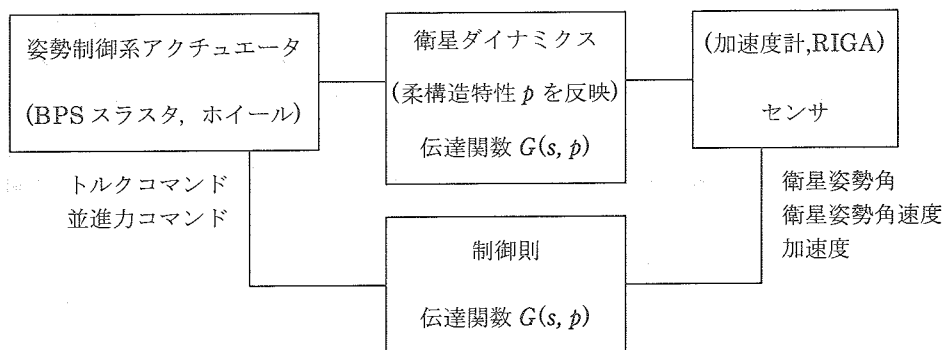 姿勢制御系アクチュエータ
(BPS スラスタ, ホイール)
衛星ダイナミクス
(柔構造特性 p を反映)
伝達関数 G(s, p)
(加速度計,RIGA)
センサ
トルクコマンド
並進力コマンド
衛星姿勢角
衛星姿勢角速度
加速度
制御則
伝達関数 G(s, p)